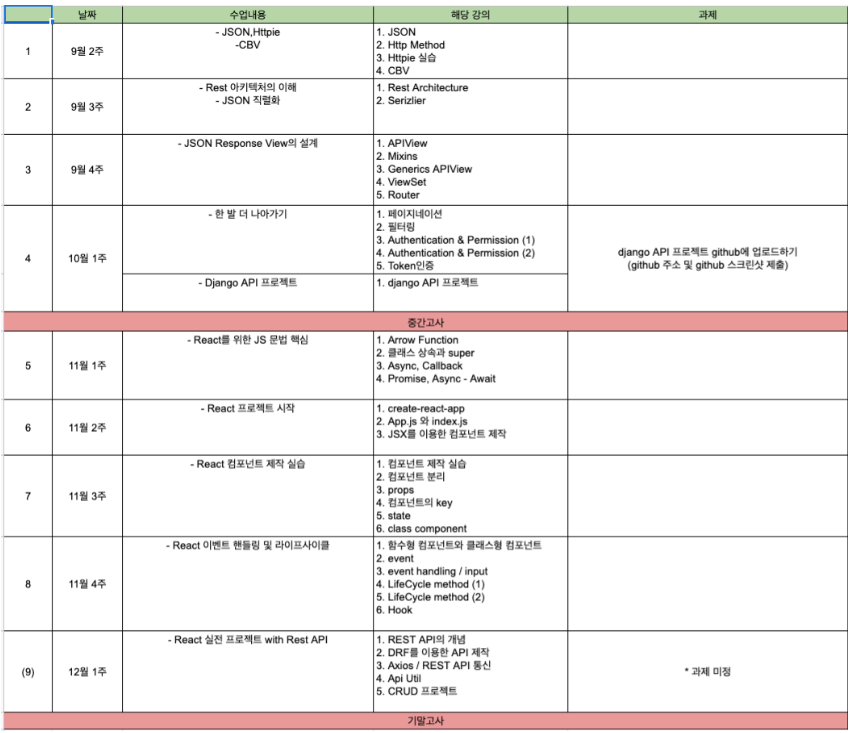 날짜 수업내용 해당 강의 과제
1 9월 2주
- JSON,Httpie
-CBV
1. JSON
2. Http Method
3. Httpie 실습
4. CBV
2 9월 3주
- Rest 아키텍처의 이해
- JSON 직렬화
1. Rest Architecture
2. Serizlier
3 9월 4주
- JSON Response View의 설계
1. APIView
2. Mixins
3. Generics APIView
4. ViewSet
5. Router
4 10월 1주
- 한 발 더 나아가기
1. 페이지네이션
2. 필터링
3. Authentication & Permission (1)
4. Authentication & Permission (2)
5. Token인증
- Django API 프로젝트
1. django API 프로젝트
django API 프로젝트 github에 업로드하기
(github 주소 및 github 스크린샷 제출)
중간고사
5 11월 1주
- React를 위한 JS 문법 핵심
1. Arrow Function
2. 클래스 상속과 super
3. Async, Callback
4. Promise, Async - Await
6 11월 2주
- React 프로젝트 시작
1. create-react-app
2. App.js 와 index.js
3. JSX를 이용한 컴포넌트 제작
7 11월 3주
- React 컴포넌트 제작 실습
1. 컴포넌트 제작 실습
2. 컴포넌트 분리
3. props
4. 컴포넌트의 key
5. state
6. class component
8 11월 4주
- React 이벤트 핸들링 및 라이프사이클
1. 함수형 컴포넌트와 클래스형 컴포넌트
2. event
3. event handling / input
4. LifeCycle method (1)
5. LifeCycle method (2)
6. Hook
(9) 12월 1주
- React 실전 프로젝트 with Rest API
1. REST API의 개념
2. DRF를 이용한 API 제작
3. Axios / REST API 통신
4. Api Util
5. CRUD 프로젝트
* 과제 미정
기말고사